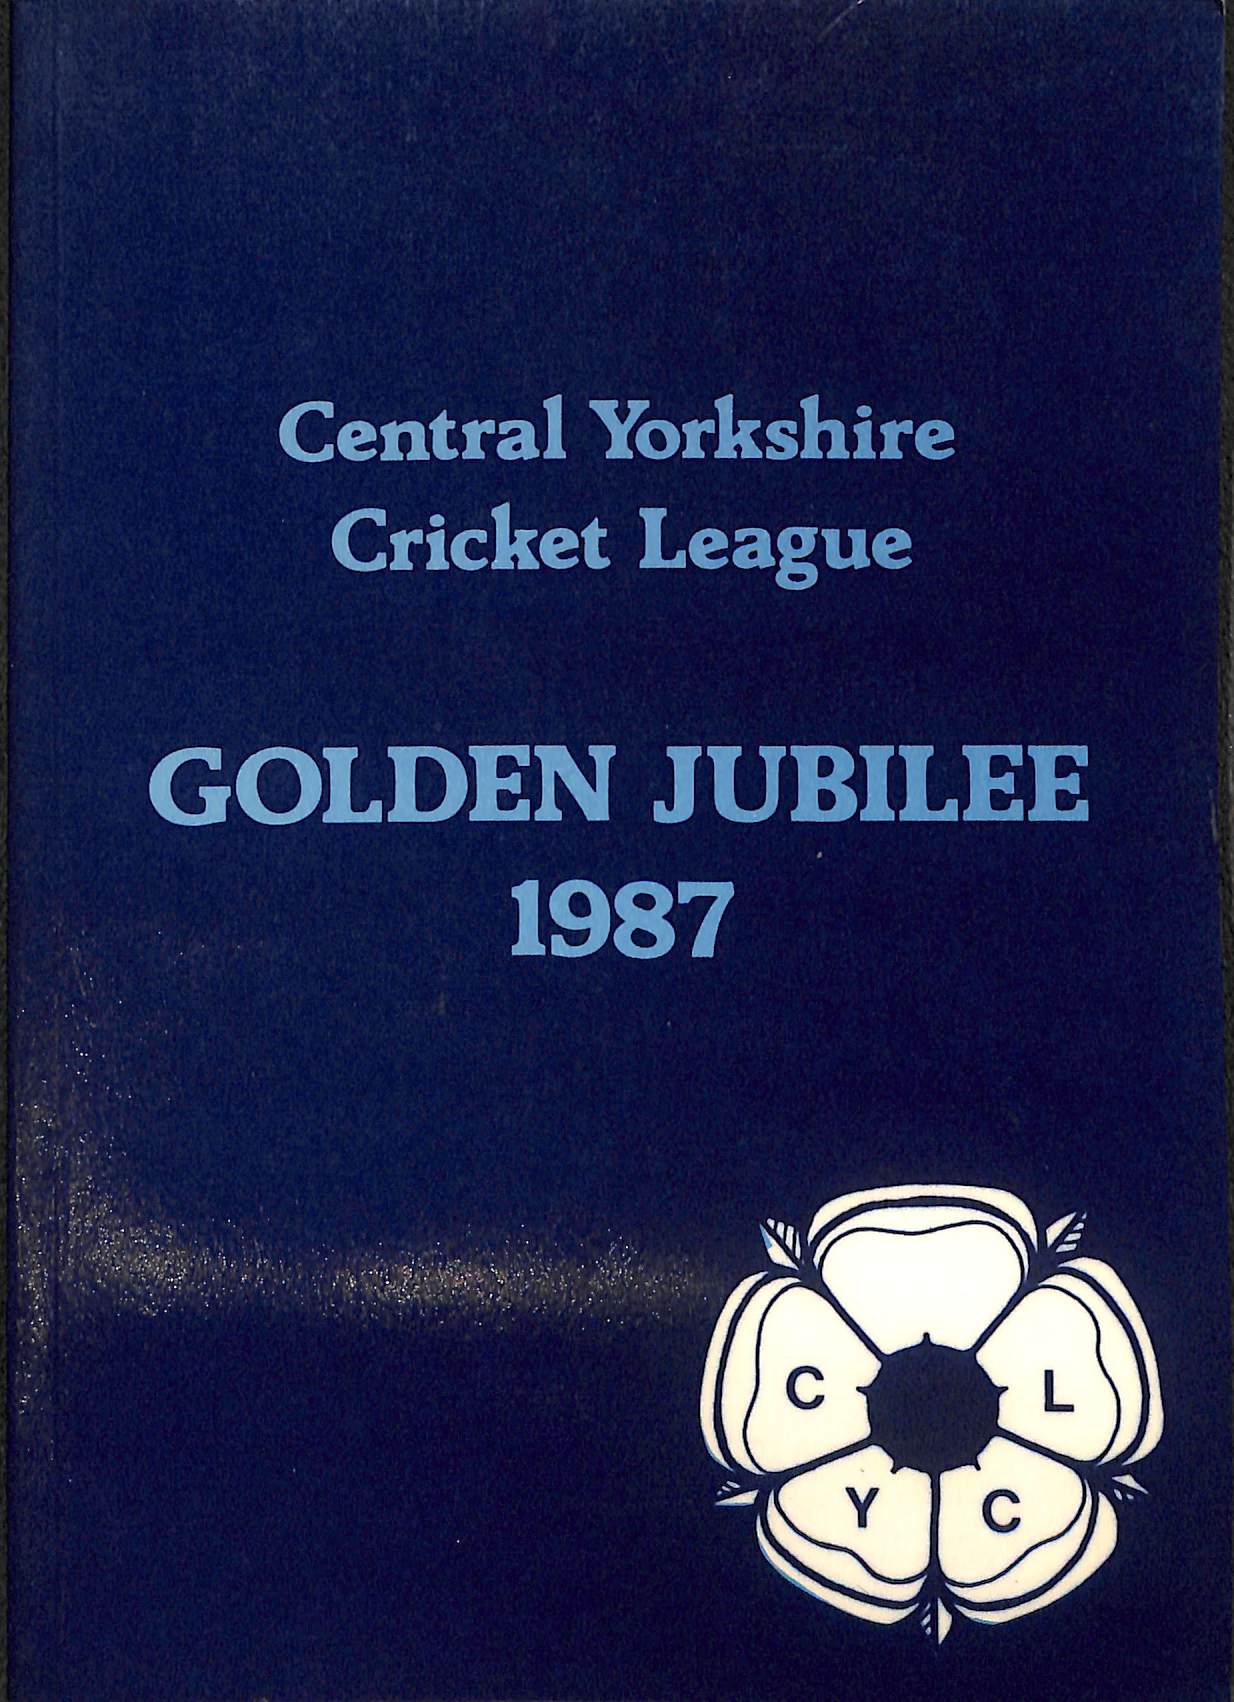 Central Yorkshire
Cricket League
GOLDEN JUBILEE
1987
C L
Y C